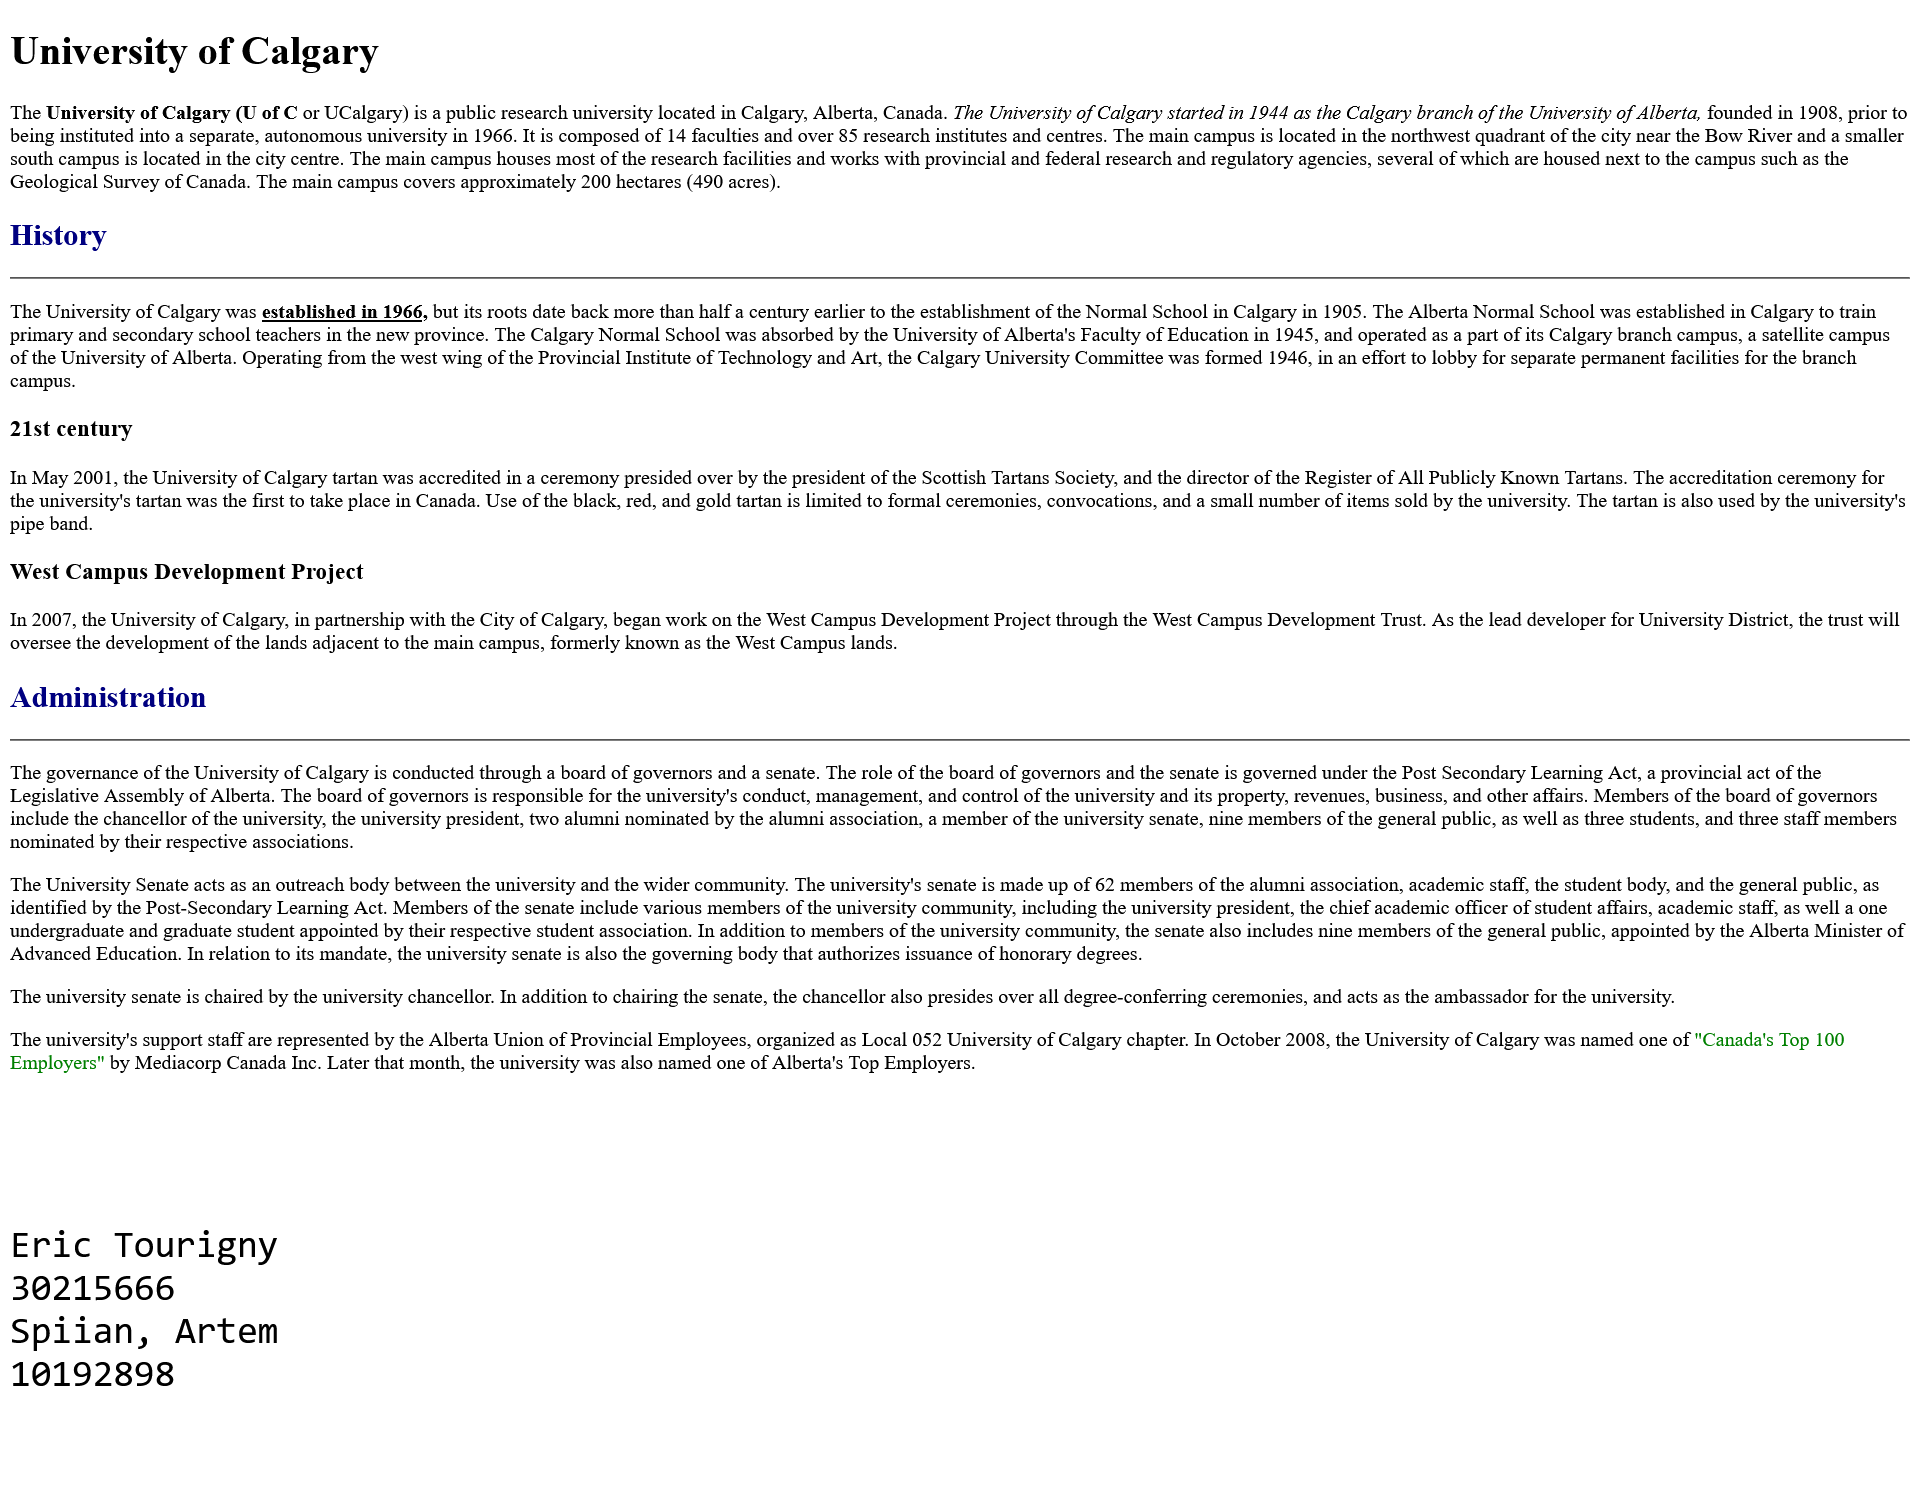 University of Calgary
The University of Calgary (U of C or UCalgary) is a public research university located in Calgary, Alberta, Canada. The University of Calgary started in 1944 as the Calgary branch of the University of Alberta, founded in 1908, prior to
being instituted into a separate, autonomous university in 1966. It is composed of 14 faculties and over 85 research institutes and centres. The main campus is located in the northwest quadrant of the city near the Bow River and a smaller
south campus is located in the city centre. The main campus houses most of the research facilities and works with provincial and federal research and regulatory agencies, several of which are housed next to the campus such as the
Geological Survey of Canada. The main campus covers approximately 200 hectares (490 acres).
History
The University of Calgary was established in 1966, but its roots date back more than half a century earlier to the establishment of the Normal School in Calgary in 1905. The Alberta Normal School was established in Calgary to train
primary and secondary school teachers in the new province. The Calgary Normal School was absorbed by the University of Alberta's Faculty of Education in 1945, and operated as a part of its Calgary branch campus, a satellite campus
of the University of Alberta. Operating from the west wing of the Provincial Institute of Technology and Art, the Calgary University Committee was formed 1946, in an effort to lobby for separate permanent facilities for the branch
campus.
21st century
In May 2001, the University of Calgary tartan was accredited in a ceremony presided over by the president of the Scottish Tartans Society, and the director of the Register of All Publicly Known Tartans. The accreditation ceremony for
the university's tartan was the first to take place in Canada. Use of the black, red, and gold tartan is limited to formal ceremonies, convocations, and a small number of items sold by the university. The tartan is also used by the university's
pipe band.
West Campus Development Project
In 2007, the University of Calgary, in partnership with the City of Calgary, began work on the West Campus Development Project through the West Campus Development Trust. As the lead developer for University District, the trust will
oversee the development of the lands adjacent to the main campus, formerly known as the West Campus lands.
Administration
The governance of the University of Calgary is conducted through a board of governors and a senate. The role of the board of governors and the senate is governed under the Post Secondary Learning Act, a provincial act of the
Legislative Assembly of Alberta. The board of governors is responsible for the university's conduct, management, and control of the university and its property, revenues, business, and other affairs. Members of the board of governors
include the chancellor of the university, the university president, two alumni nominated by the alumni association, a member of the university senate, nine members of the general public, as well as three students, and three staff members
nominated by their respective associations.
The University Senate acts as an outreach body between the university and the wider community. The university's senate is made up of 62 members of the alumni association, academic staff, the student body, and the general public, as
identified by the Post-Secondary Learning Act. Members of the senate include various members of the university community, including the university president, the chief academic officer of student affairs, academic staff, as well a one
undergraduate and graduate student appointed by their respective student association. In addition to members of the university community, the senate also includes nine members of the general public, appointed by the Alberta Minister of
Advanced Education. In relation to its mandate, the university senate is also the governing body that authorizes issuance of honorary degrees.
The university senate is chaired by the university chancellor. In addition to chairing the senate, the chancellor also presides over all degree-conferring ceremonies, and acts as the ambassador for the university.
The university's support staff are represented by the Alberta Union of Provincial Employees, organized as Local 052 University of Calgary chapter. In October 2008, the University of Calgary was named one of "Canada's Top 100
Employers" by Mediacorp Canada Inc. Later that month, the university was also named one of Alberta's Top Employers.
Eric Tourigny
30215666
Spiian, Artem
10192898